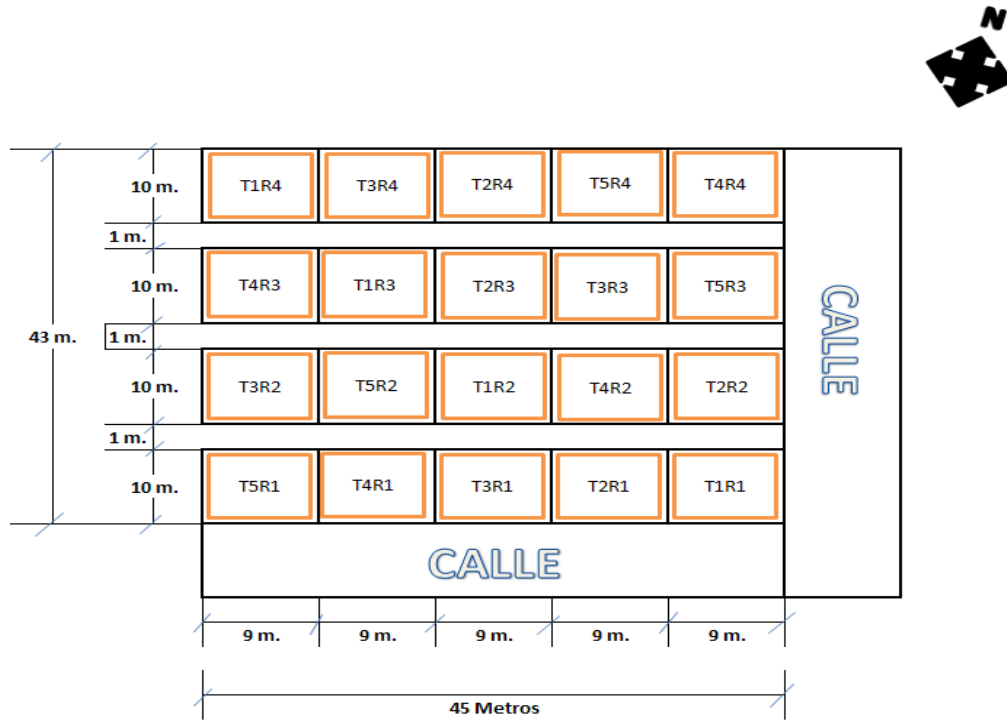 N
10 m.
T1R4
T3R4
T2R4
T5R4
T4R4
1 m.
10 m.
T4R3
T1R3
T2R3
T3R3
T5R3
CALLE
43 m.
1 m.
10 m.
T3R2
T5R2
T1R2
T4R2
T2R2
1 m.
10 m.
T5R1
T4R1
T3R1
T2R1
T1R1
CALLE
9 m.
9 m.
9 m.
9 m.
9 m.
45 Metros